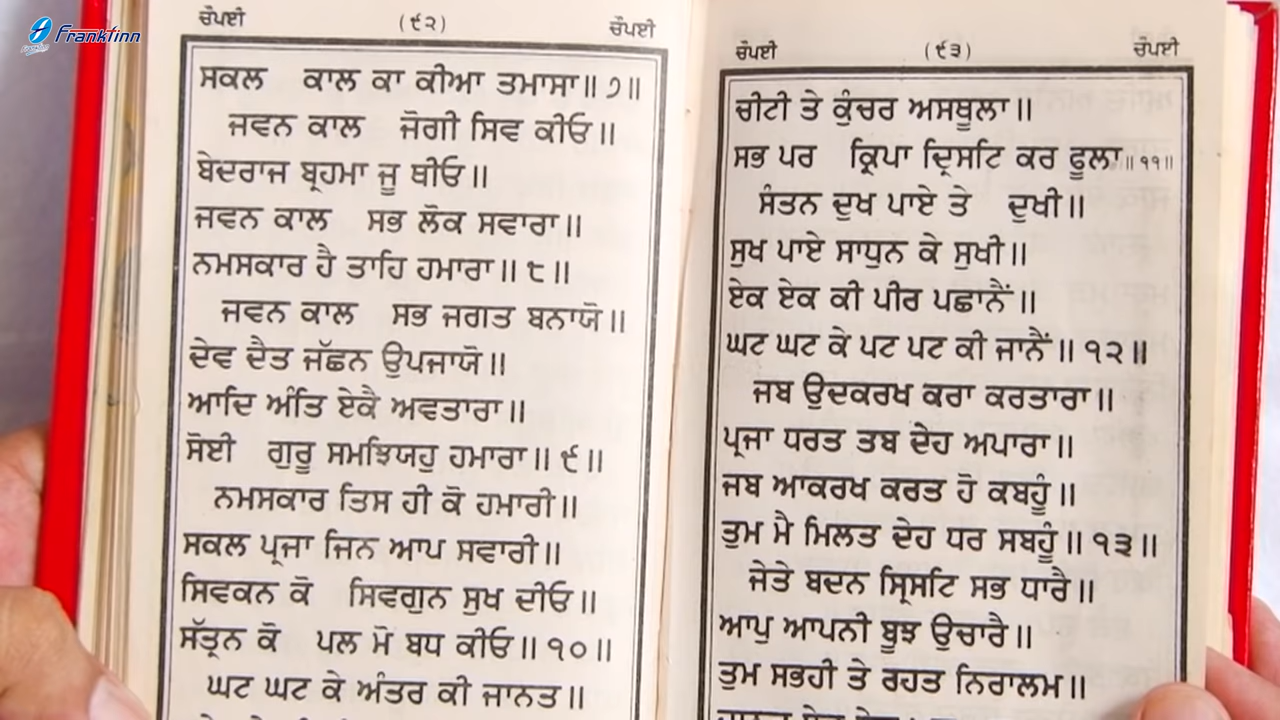 Frankfinn
ਚੌਪਈ (੯੨) ਚੌਪਈ
ਸਕਲ ਕਾਲ ਕਾ ਕੀਆ ਤਮਾਸਾ॥ ੭॥
ਜਵਨ ਕਾਲ ਜੋਗੀ ਸਿਵ ਕੀਓ॥
ਬੇਦਰਾਜ ਬ੍ਰਹਮਾ ਜੂ ਥੀਓ॥
ਜਵਨ ਕਾਲ ਸਭ ਲੋਕ ਸਵਾਰਾ॥
ਨਮਸਕਾਰ ਹੈ ਤਾਹਿ ਹਮਾਰਾ॥ ੮॥
ਜਵਨ ਕਾਲ ਸਭ ਜਗਤ ਬਨਾਯੋ॥
ਦੇਵ ਦੈਤ ਜੱਛਨ ਉਪਜਾਯੋ॥
ਆਦਿ ਅੰਤਿ ਏਕੈ ਅਵਤਾਰਾ॥
ਸੋਈ ਗੁਰੂ ਸਮਝਿਯਹੁ ਹਮਾਰਾ॥ ੯॥
ਨਮਸਕਾਰ ਤਿਸ ਹੀ ਕੋ ਹਮਾਰੀ॥
ਸਕਲ ਪ੍ਰਜਾ ਜਿਨ ਆਪ ਸਵਾਰੀ॥
ਸਿਵਕਨ ਕੋ ਸਿਵਗੁਨ ਸੁਖ ਦੀਓ॥
ਸੱਤ੍ਰਨ ਕੋ ਪਲ ਮੋ ਬਧ ਕੀਓ॥ ੧੦॥
ਘਟ ਘਟ ਕੇ ਅੰਤਰ ਕੀ ਜਾਨਤ॥
ਚੌਪਈ (੯੩) ਚੌਪਈ
ਚੀਟੀ ਤੇ ਕੁੰਚਰ ਅਸਥੂਲਾ॥
ਸਭ ਪਰ ਕ੍ਰਿਪਾ ਦ੍ਰਿਸਟਿ ਕਰ ਫੂਲਾ॥੧੧॥
ਸੰਤਨ ਦੁਖ ਪਾਏ ਤੇ ਦੁਖੀ॥
ਸੁਖ ਪਾਏ ਸਾਧੁਨ ਕੇ ਸੁਖੀ॥
ਏਕ ਏਕ ਕੀ ਪੀਰ ਪਛਾਨੈਂ॥
ਘਟ ਘਟ ਕੇ ਪਟ ਪਟ ਕੀ ਜਾਨੈਂ॥ ੧੨॥
ਜਬ ਉਦਕਰਖ ਕਰਾ ਕਰਤਾਰਾ॥
ਪ੍ਰਜਾ ਧਰਤ ਤਬ ਦੇਹ ਅਪਾਰਾ॥
ਜਬ ਆਕਰਖ ਕਰਤ ਹੋ ਕਬਹੂੰ॥
ਤੁਮ ਮੈ ਮਿਲਤ ਦੇਹ ਧਰ ਸਬਹੂੰ॥ ੧੩॥
ਜੇਤੇ ਬਦਨ ਸ੍ਰਿਸਟਿ ਸਭ ਧਾਰੈ॥
ਆਪੁ ਆਪਨੀ ਬੂਝ ਉਚਾਰੈ॥
ਤੁਮ ਸਭਹੀ ਤੇ ਰਹਤ ਨਿਰਾਲਮ॥